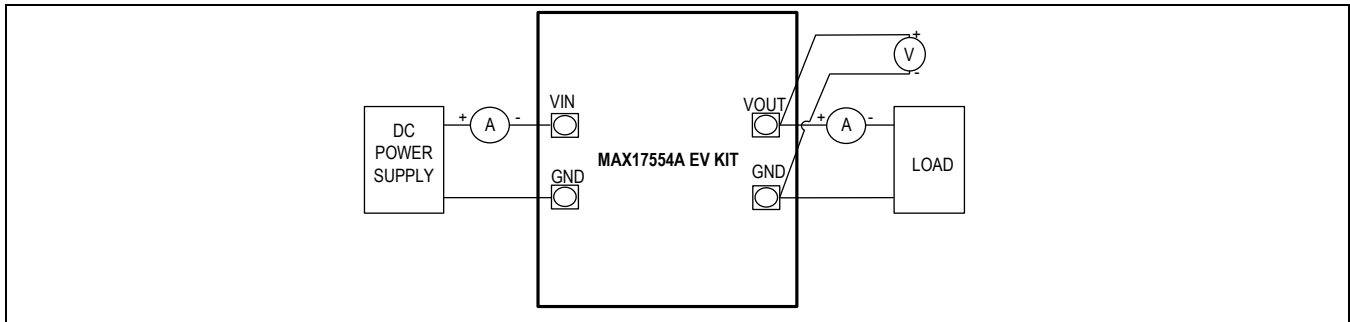 +
V
-
VIN
VOUT
+ A -
+ A -
DC
POWER
SUPPLY
MAX17554A EV KIT
LOAD
GND
GND